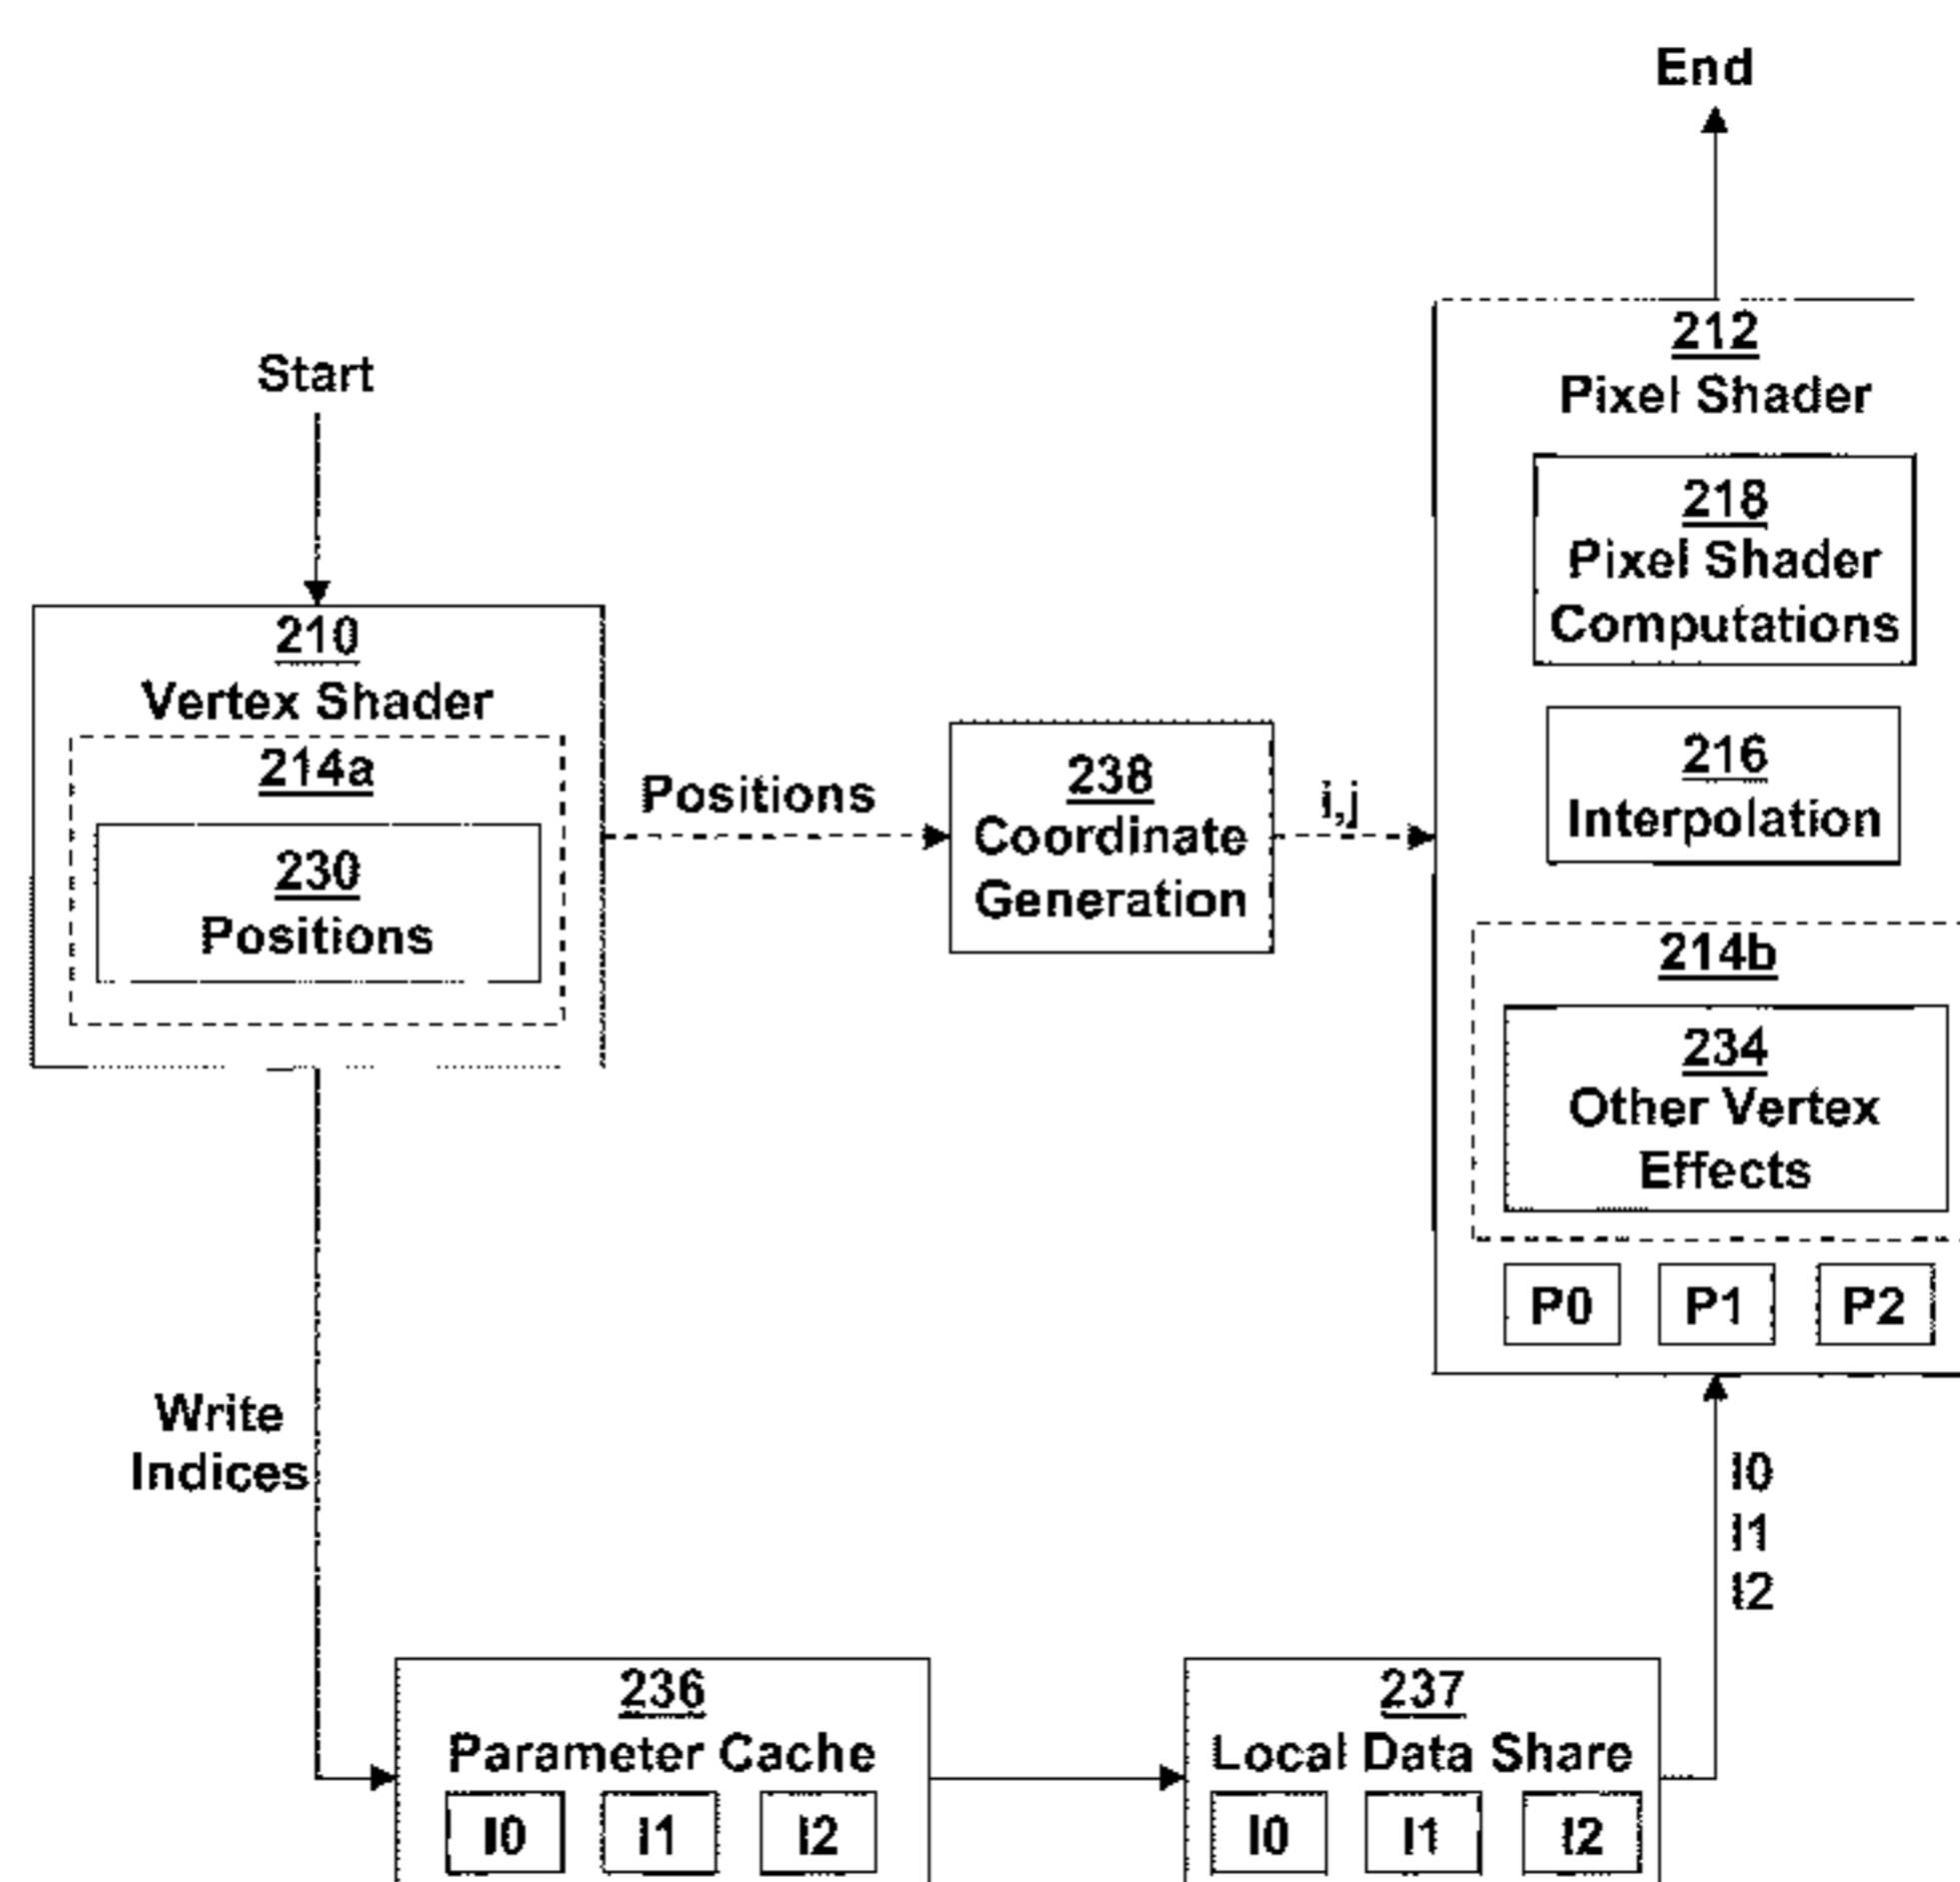 End
Start
212
Pixel Shader
218
Pixel Shader
Computations
216
Interpolation
214b
234
Other Vertex
Effects
P0 P1 P2
210
Vertex Shader
214a
230
Positions
Positions
238
Coordinate
Generation
i,j
Write
Indices
I0
I1
I2
236
Parameter Cache
I0 I1 I2
237
Local Data Share
I0 I1 I2